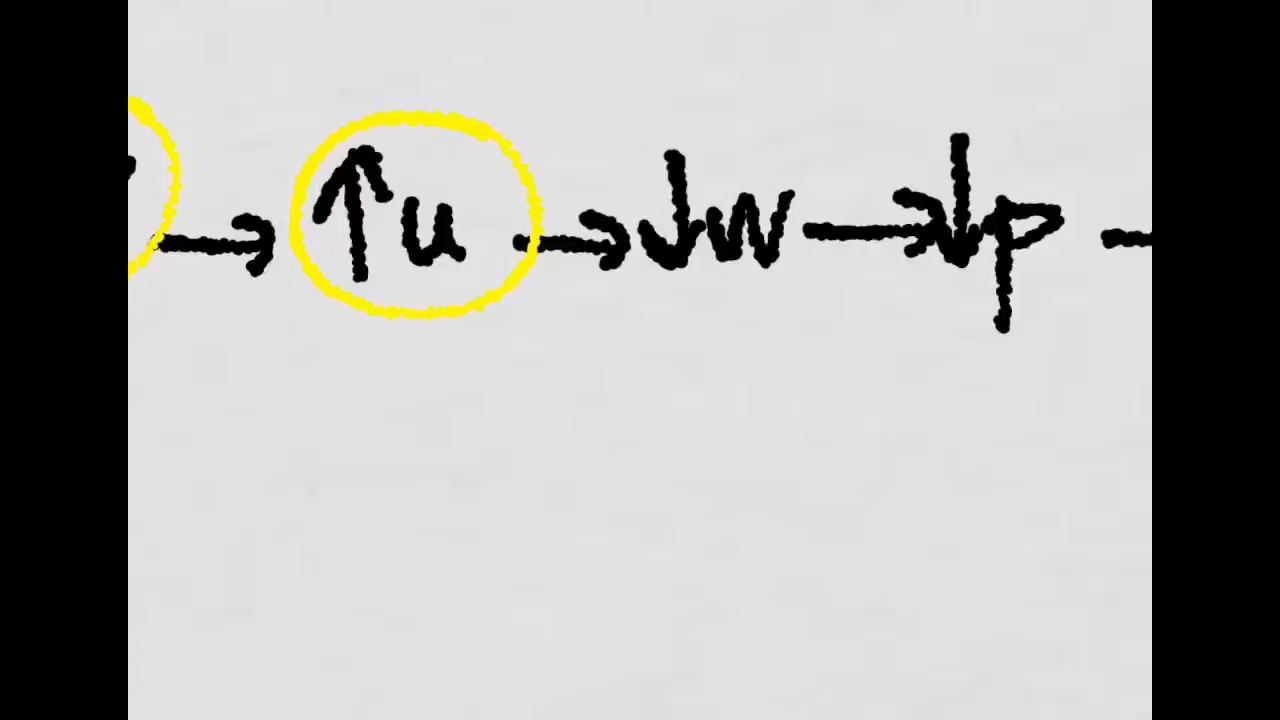 → ↑u → ↓w → ↓p